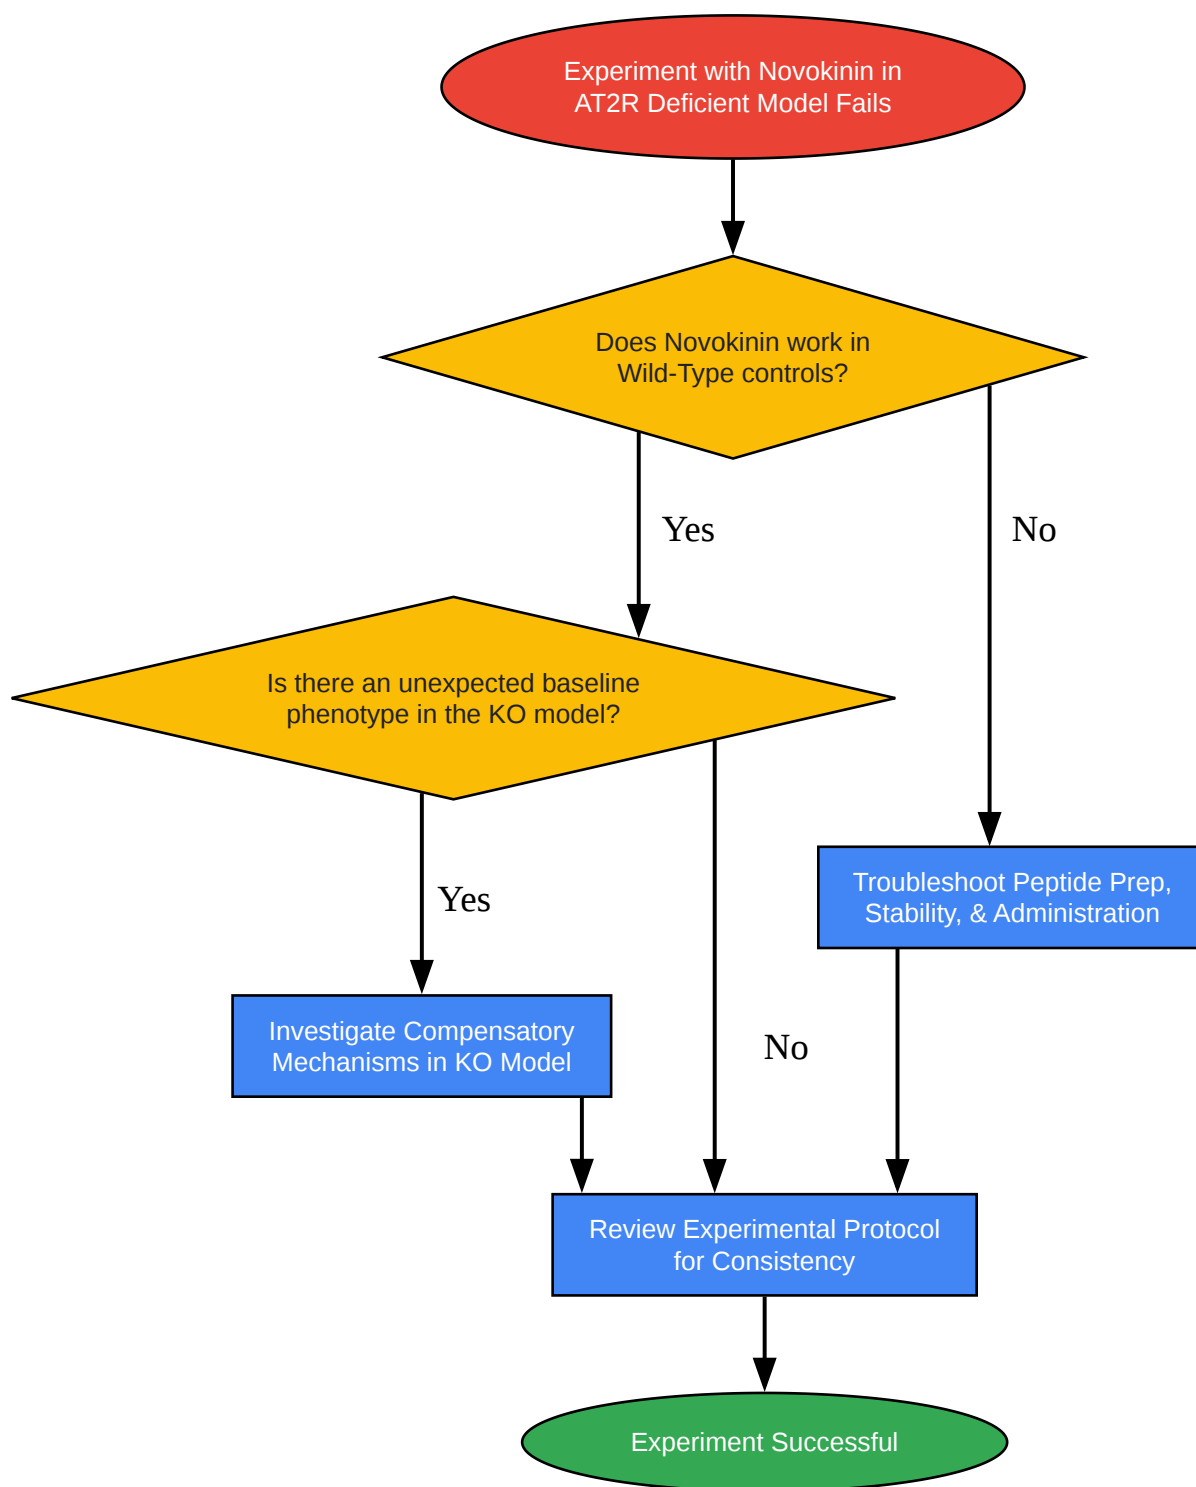 Experiment with Novokinin in
AT2R Deficient Model Fails
Does Novokinin work in
Wild-Type controls?
Yes
No
Is there an unexpected baseline
phenotype in the KO model?
Troubleshoot Peptide Prep,
Stability, & Administration
Yes
Investigate Compensatory
Mechanisms in KO Model
No
Review Experimental Protocol
for Consistency
Experiment Successful